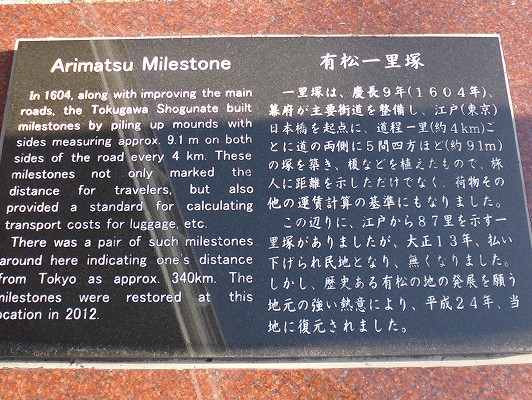 Arimatsu Milestone
In 1604, along with improving the main
roads, the Tokugawa Shogunate built
milestones by piling up mounds with
sides measuring approx. 9.1 m on both
sides of the road every 4 km. These
milestones not only marked the
distance for travelers, but also
provided a standard for calculating
transport costs for luggage, etc.
There was a pair of such milestones
around here indicating one's distance
from Tokyo as approx. 340km. The
milestones were restored at this
location in 2012.
有松一里塚
一里塚は、慶長9年(1604年)、
幕府が主要街道を整備し、江戸(東京)
日本橋を起点に、道程一里(約4km)ご
とに道の両側に5間四方ほど(約9.1m)
の塚を築き、榎などを植えたもので、旅
人に距離を示しただけでなく、荷物その
他の運賃計算の基準にもなりました。
この辺りに、江戸から87里を示す一
里塚がありましたが、大正13年、払い
下げられ民地となり、無くなりました。
しかし、歴史ある有松の地の発展を願う
地元の強い熱意により、平成24年、当
地に復元されました。